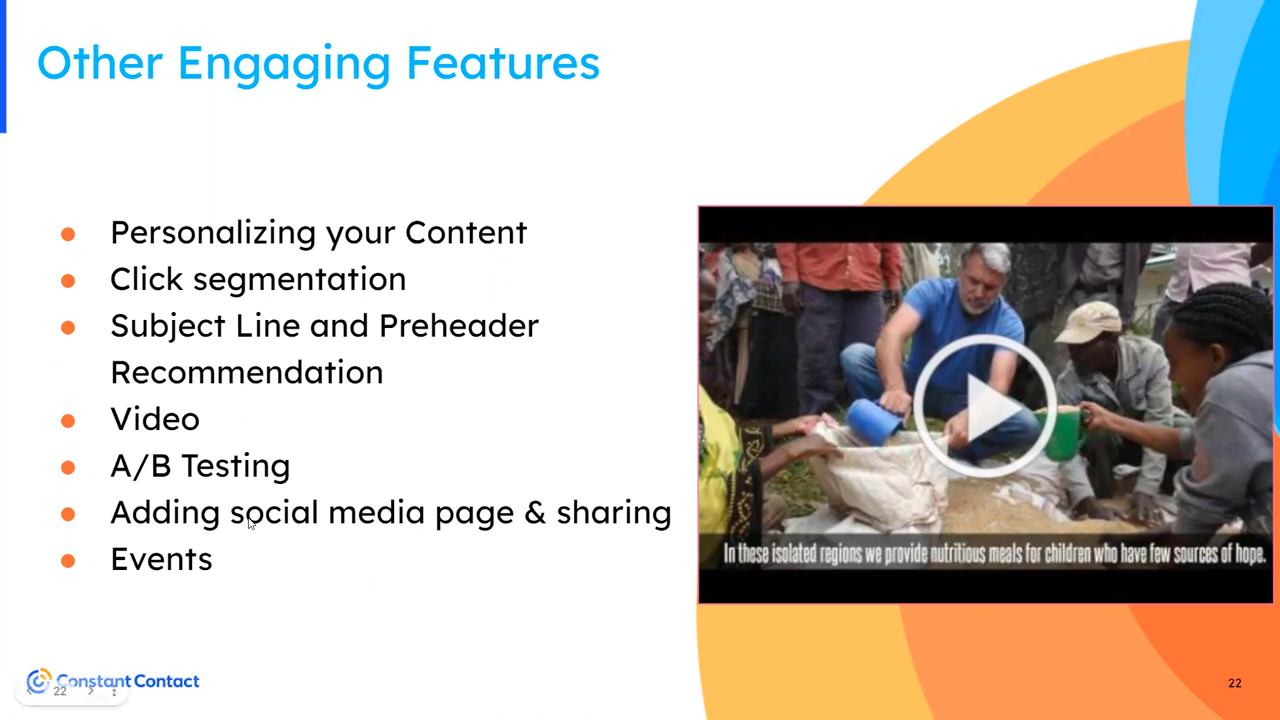 Other Engaging Features
Personalizing your Content
Click segmentation
Subject Line and Preheader
Recommendation
Video
A/B Testing
Adding social media page & sharing
Events
In these isolated regions we provide nutritious meals for children who have few sources of hope.
Constant Contact
22
22